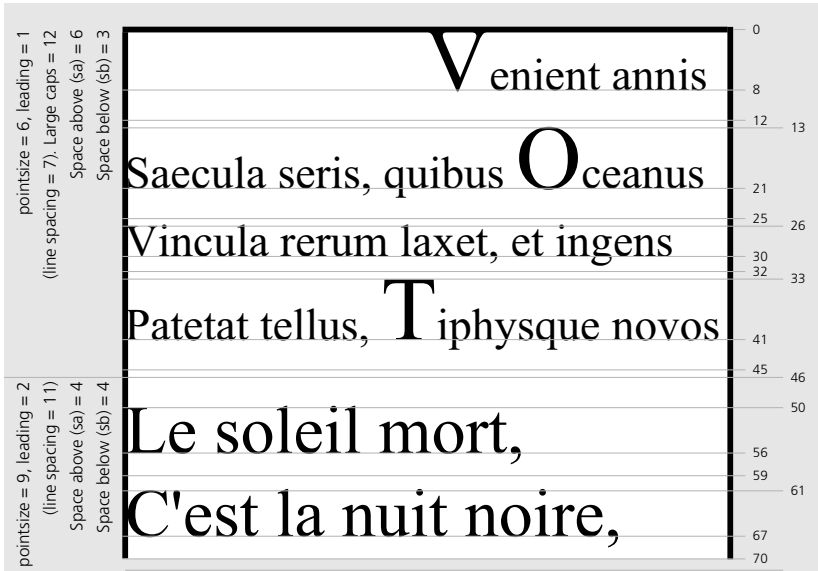 pointsize = 6, leading = 1
(line spacing = 7). Large caps = 12
Space above (sa) = 6
Space below (sb) = 3
Venient annis
Saecula seris, quibus Oceanus
Vincula rerum laxet, et ingens
Patetat tellus, Tiphysque novos
0
8
12
13
21
25
26
30
32
33
41
45
46
pointsize = 9, leading = 2
(line spacing = 11)
Space above (sa) = 4
Space below (sb) = 4
Le soleil mort,
C'est la nuit noire,
50
56
59
61
67
70